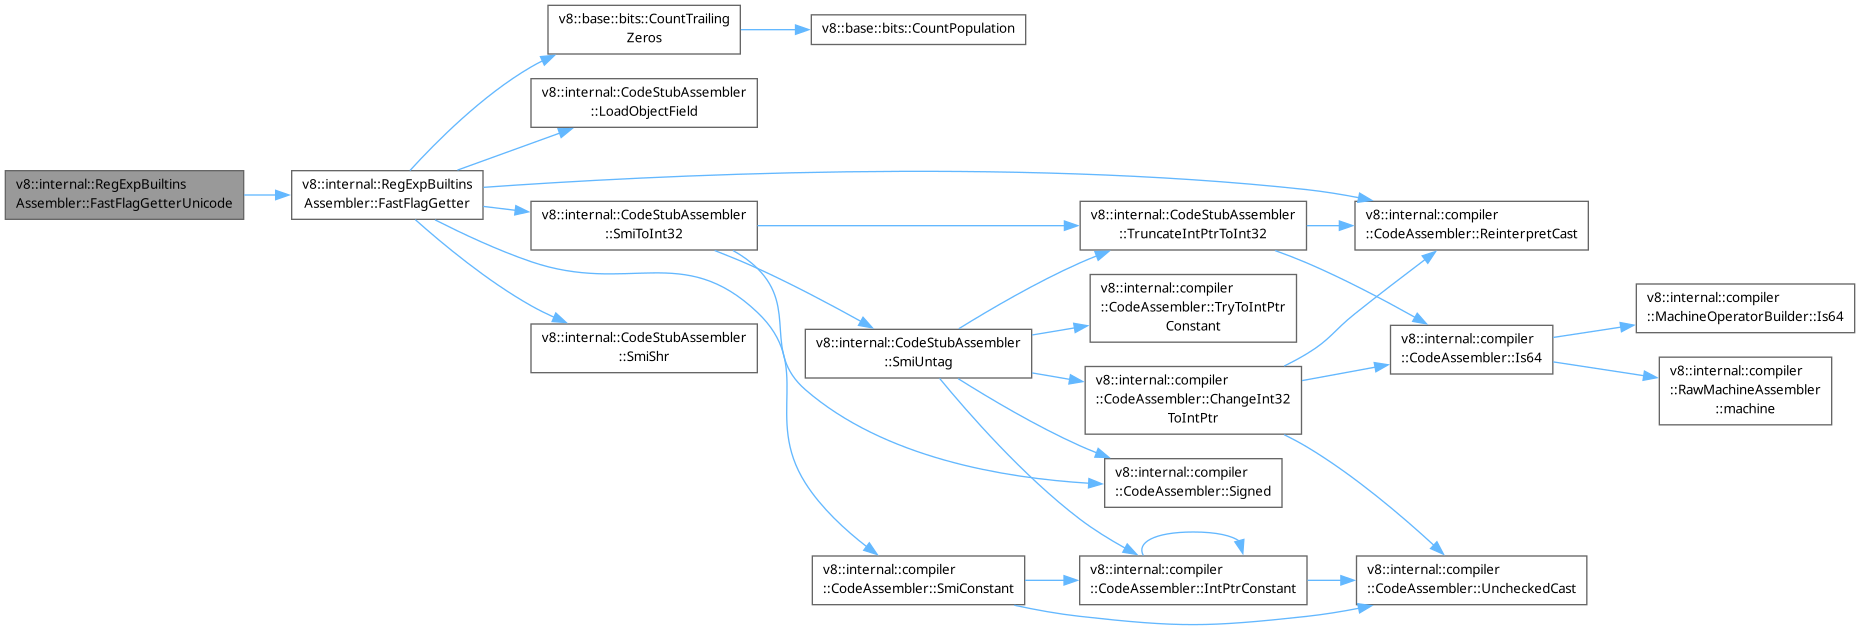 v8::base::bits::CountTrailing
Zeros
v8::base::bits::CountPopulation
v8::internal::CodeStubAssembler
::LoadObjectField
v8::internal::RegExpBuiltins
Assembler::FastFlagGetterUnicode
v8::internal::RegExpBuiltins
Assembler::FastFlagGetter
v8::internal::CodeStubAssembler
::SmiToInt32
v8::internal::CodeStubAssembler
::TruncateIntPtrToInt32
v8::internal::compiler
::CodeAssembler::ReinterpretCast
v8::internal::compiler
::CodeAssembler::TryToIntPtr
Constant
v8::internal::compiler
::MachineOperatorBuilder::Is64
v8::internal::CodeStubAssembler
::SmiShr
v8::internal::CodeStubAssembler
::SmiUntag
v8::internal::compiler
::CodeAssembler::Is64
v8::internal::compiler
::CodeAssembler::ChangeInt32
ToIntPtr
v8::internal::compiler
::RawMachineAssembler
::machine
v8::internal::compiler
::CodeAssembler::Signed
v8::internal::compiler
::CodeAssembler::SmiConstant
v8::internal::compiler
::CodeAssembler::IntPtrConstant
v8::internal::compiler
::CodeAssembler::UncheckedCast